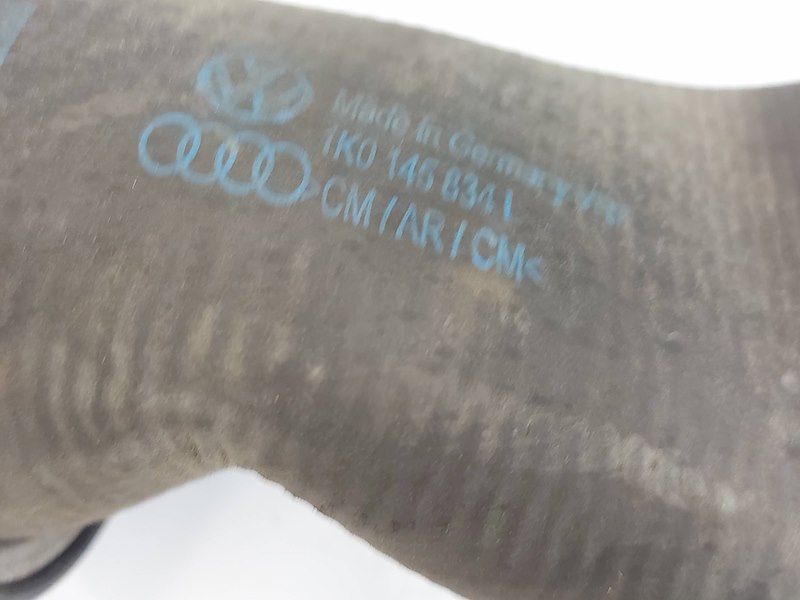 Made in Germany
1K0 145 834 L
>CM / AR / CM<